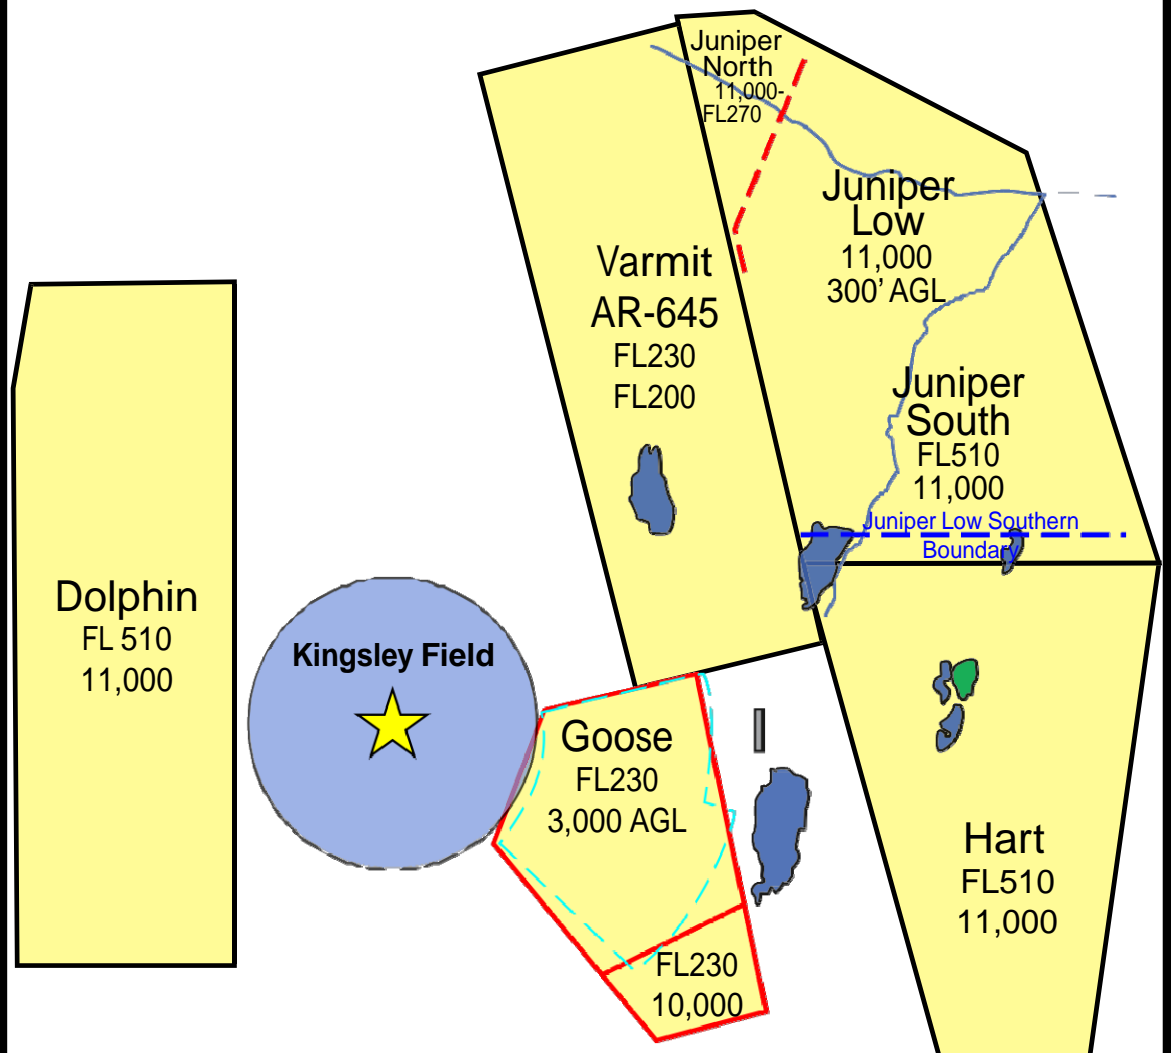 Juniper
North
11,000-
FL270
Juniper
Low
11,000
300' AGL
Varmit
AR-645
FL230
FL200
Juniper
South
FL510
11,000
Juniper Low Southern
Boundary
Dolphin
FL 510
11,000
Kingsley Field
Goose
FL230
3,000 AGL
Hart
FL510
11,000
FL230
10,000